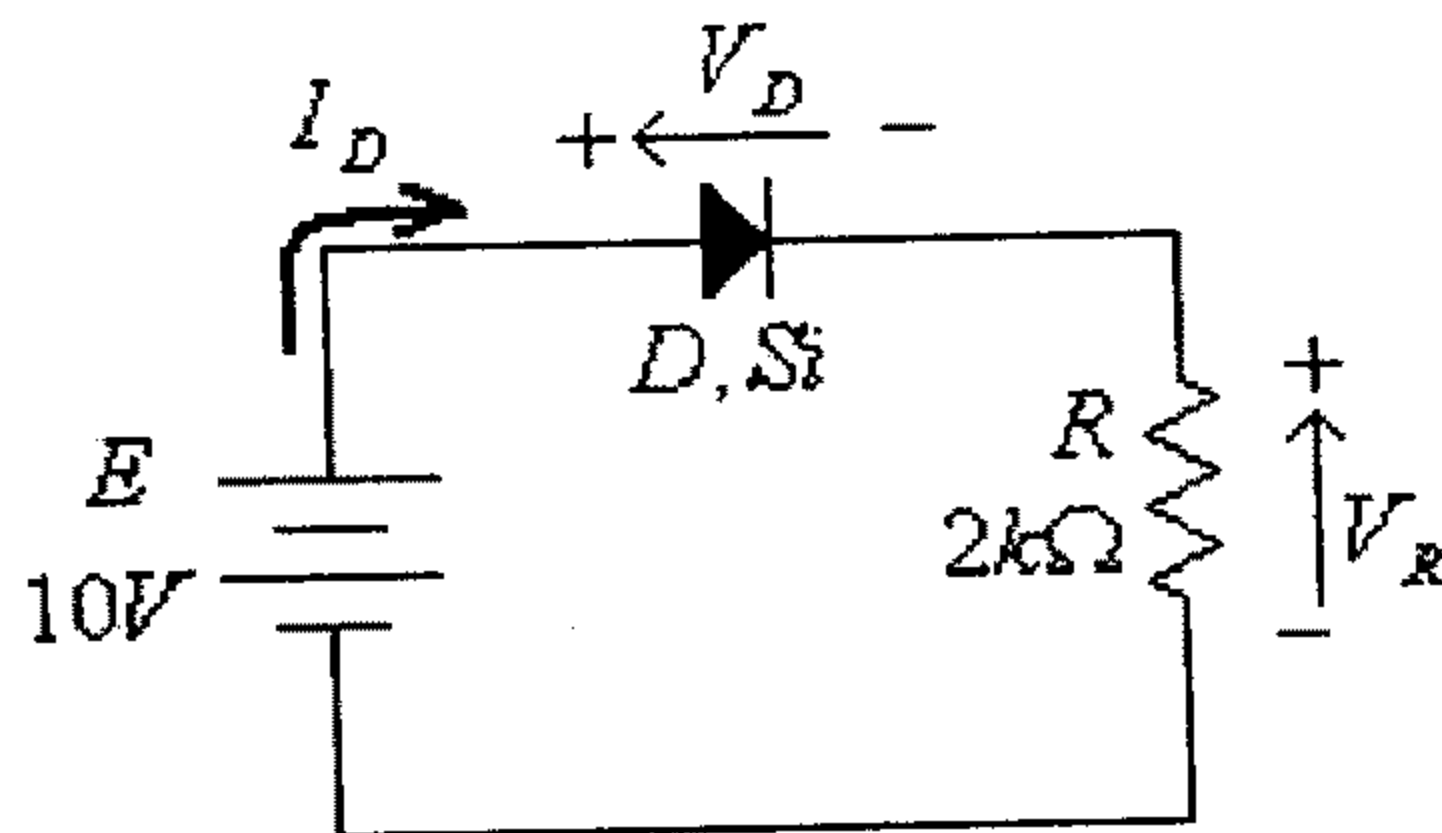 V_D
I_D
+ −
D, Si
E
10V
R
2kΩ
+
V_R
−